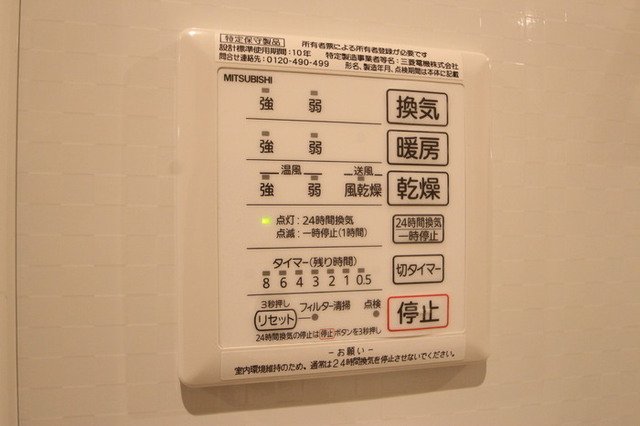 特定保守製品 所有者票による所有者登録が必要です
設計標準使用期間:10年 特定製造事業者等名:三菱電機株式会社
問合せ連絡先:0120-490-499 形名、製造年月、点検期間は本体に記載
MITSUBISHI
強 弱 換気
強 弱 暖房
温風 送風
強 弱 風乾燥 乾燥
点灯:24時間換気
点滅:一時停止(1時間)
24時間換気
一時停止
タイマー(残り時間)
8 6 4 3 2 1 0.5
切タイマー
3秒押し
リセット フィルター清掃 点検
停止
24時間換気の停止は停止ボタンを3秒押し
-お願い-
室内環境維持のため、通常は24時間換気を停止させないでください。